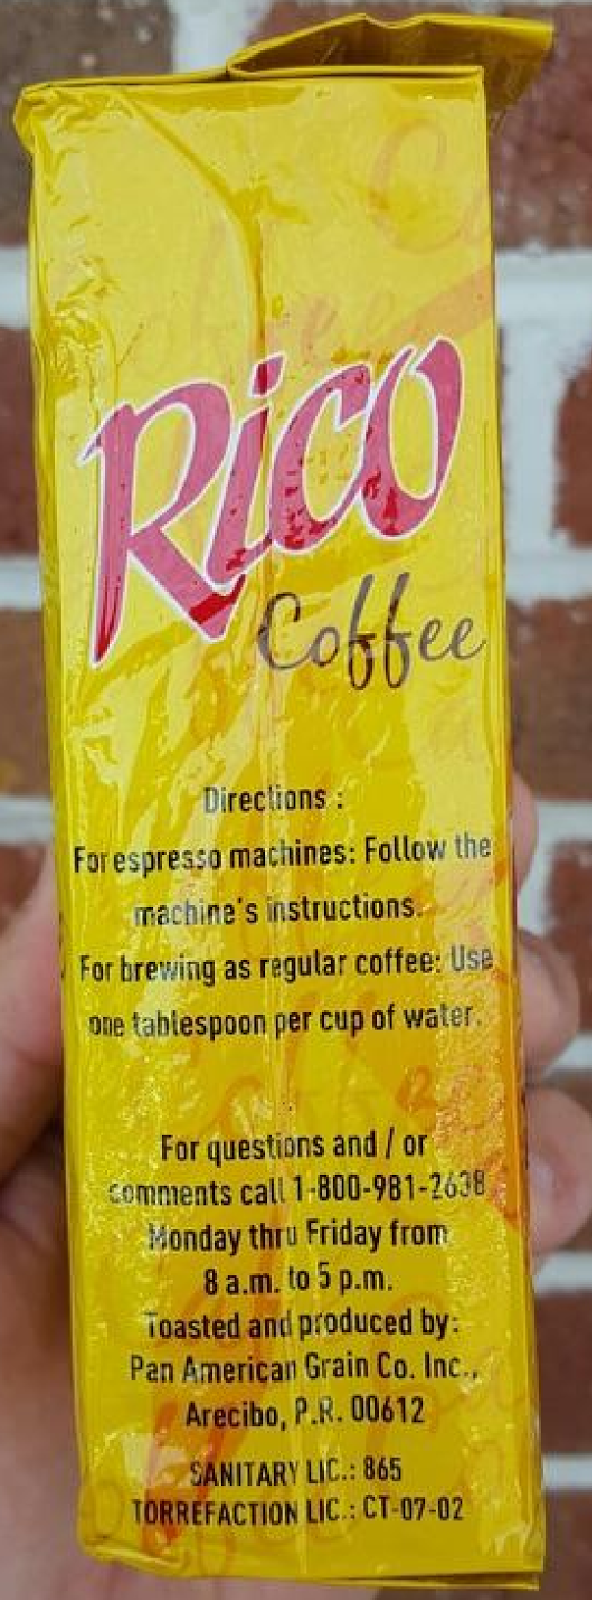 Rico
Coffee
Directions :
For espresso machines: Follow the
machine's instructions.
For brewing as regular coffee: Use
one tablespoon per cup of water.
For questions and / or
comments call 1-800-981-2638
Monday thru Friday from
8 a.m. to 5 p.m.
Toasted and produced by:
Pan American Grain Co. Inc.,
Arecibo, P.R. 00612
SANITARY LIC.: 865
TORREFACTION LIC.: CT-07-02